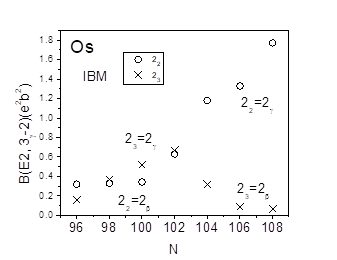 1.8
Os
2₂
2₃
1.6
1.4
IBM
1.2
2₂=2ᵧ
1.0
B(E2, 3ᵧ-2)(e²b²)
0.8
2₃=2ᵧ
0.6
0.4
2₃=2ᵦ
0.2
2₂=2ᵦ
0.0
96 98 100 102 104 106 108
N